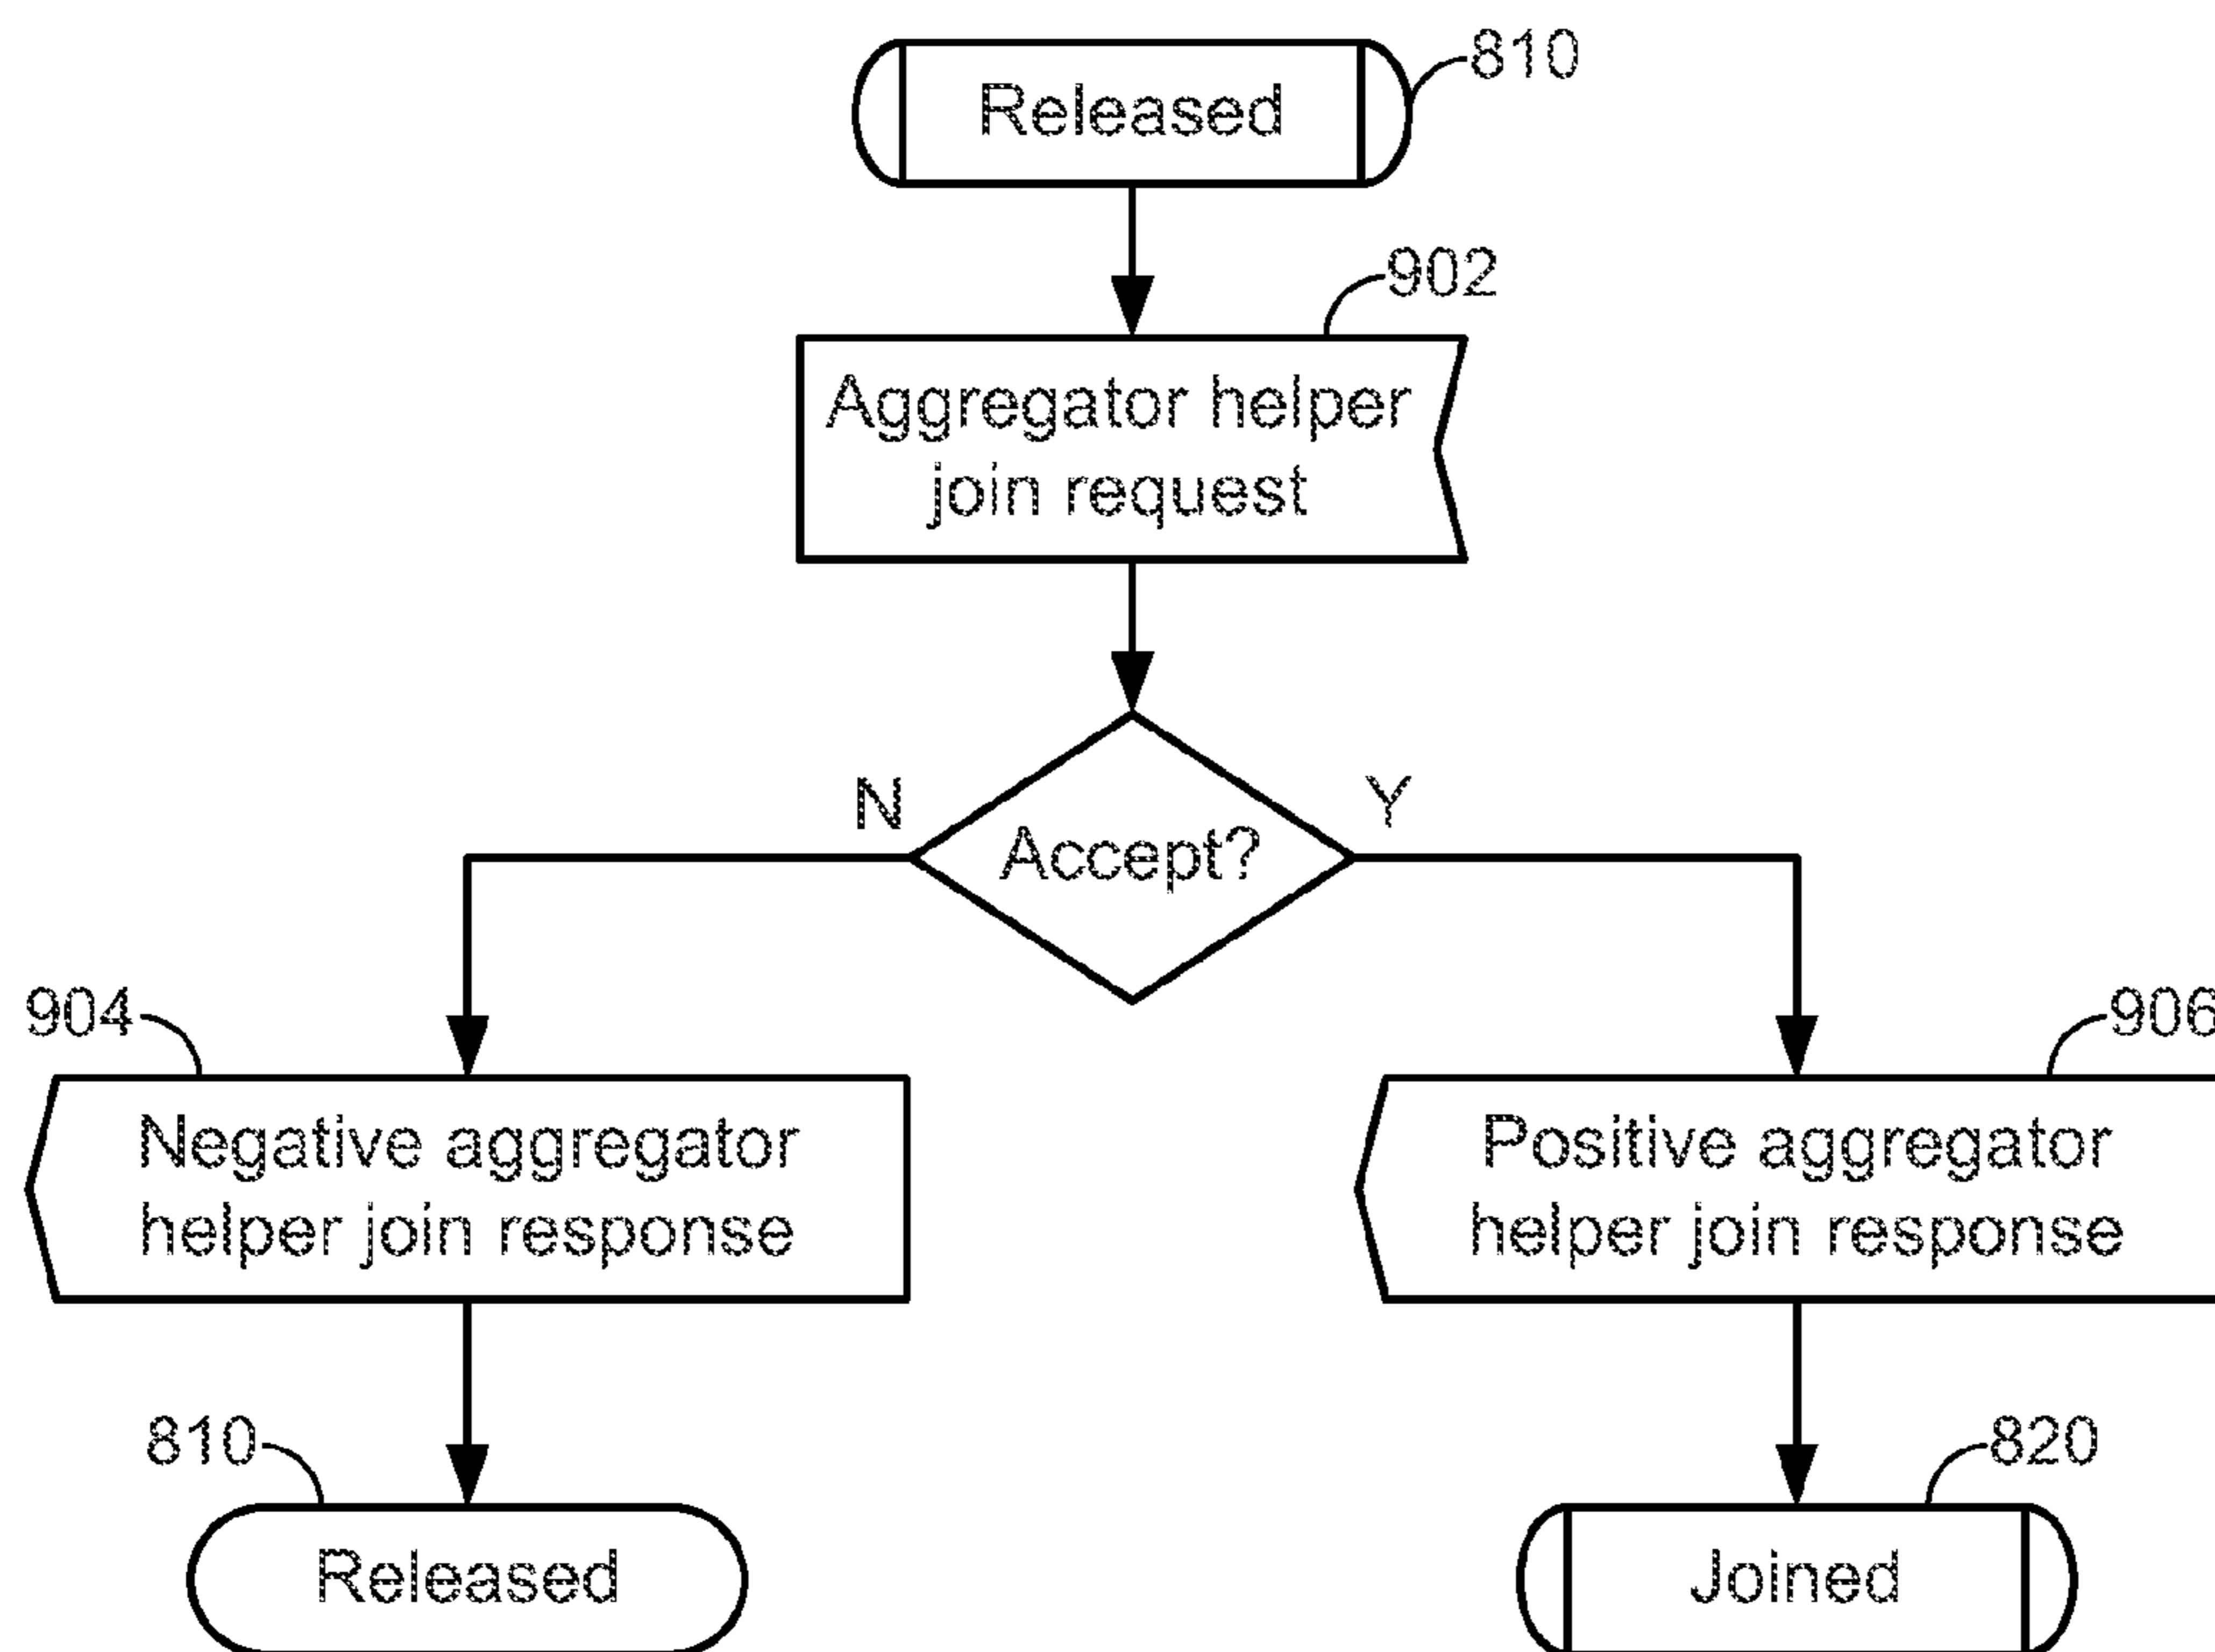 810
Released
902
Aggregator helper
join request
N
Y
Accept?
904
906
Negative aggregator
helper join response
Positive aggregator
helper join response
810
820
Released
Joined